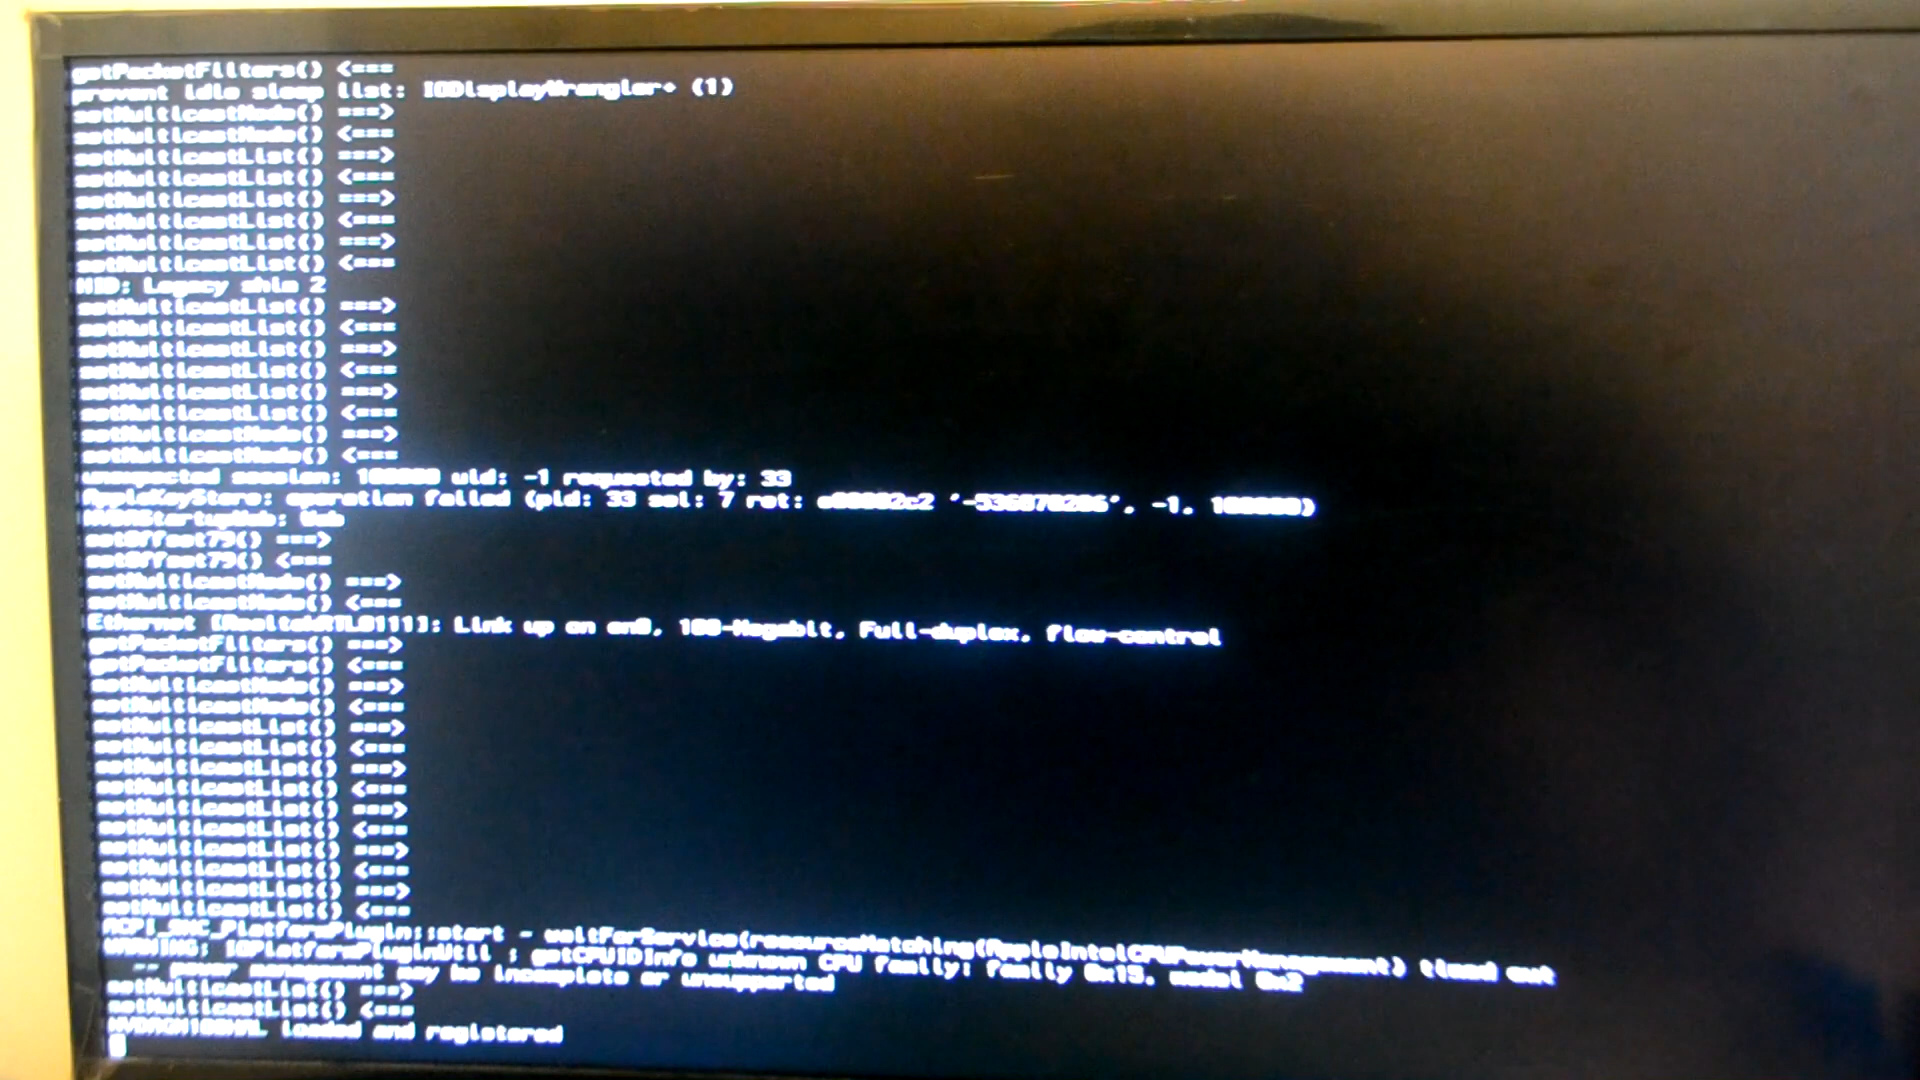 getPacketFilters() <===
prevent idle sleep list: IODisplayWrangler+ (1)
setMulticastMode() ===>
setMulticastMode() <===
setMulticastList() ===>
setMulticastList() <===
setMulticastList() ===>
setMulticastList() <===
setMulticastList() ===>
setMulticastList() <===
HID: Legacy shim 2
setMulticastList() ===>
setMulticastList() <===
setMulticastList() ===>
setMulticastList() <===
setMulticastList() ===>
setMulticastList() <===
setMulticastMode() ===>
setMulticastMode() <===
unexpected session: 100000 uid: -1 requested by: 33
AppleKeyStore: operation failed (pid: 33 sel: 7 ret: e00002c2 '-536870206', -1, 100000)
NVDAStartupWeb: Web
setOffset79() ===>
setOffset79() <===
setMulticastMode() ===>
setMulticastMode() <===
Ethernet [RealtekRTL8111]: Link up on en0, 100-Megabit, Full-duplex, flow-control
getPacketFilters() ===>
getPacketFilters() <===
setMulticastMode() ===>
setMulticastMode() <===
setMulticastList() ===>
setMulticastList() <===
setMulticastList() ===>
setMulticastList() <===
setMulticastList() ===>
setMulticastList() <===
setMulticastList() ===>
setMulticastList() <===
setMulticastList() ===>
setMulticastList() <===
ACPI_SMC_PlatformPlugin::start - waitForService(resourceMatching(AppleIntelCPUPowerManagement) timed out
WARNING: IOPlatformPluginUtil : getCPUIDInfo unknown CPU family: family 0x15, model 0x2
-- power management may be incomplete or unsupported
setMulticastList() ===>
setMulticastList() <===
loaded and registered